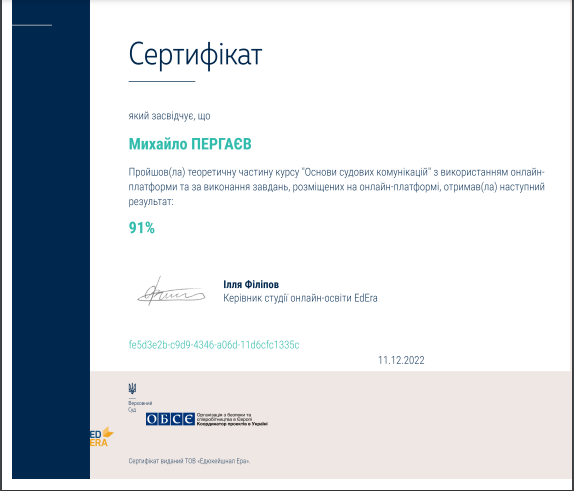 Сертифікат
який засвідчує, що
Михайло ПЕРГАЄВ
Пройшов(ла) теоретичну частину курсу "Основи судових комунікацій" з використанням онлайн-
платформи та за виконання завдань, розміщених на онлайн-платформі, отримав(ла) наступний
результат:
91%
Ілля Філіпов
Керівник студії онлайн-освіти EdEra
fe5d3e2b-c9d9-4346-a06d-11d6cfc1335c
11.12.2022
Верховний
Суд
ОБСЄ
Організація з безпеки та
співробітництва в Європі
Координатор проектів в Україні
ED
ERA
Сертифікат виданий ТОВ «Едюкейшнал Ера».